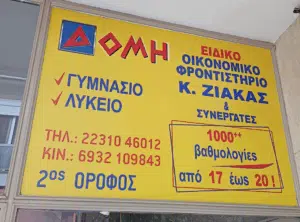 ΔΟΜΗ
ΓΥΜΝΑΣΙΟ
ΛΥΚΕΙΟ
ΤΗΛ.: 22310 46012
ΚΙΝ.: 6932 109843
2ος ΟΡΟΦΟΣ
ΕΙΔΙΚΟ
ΟΙΚΟΝΟΜΙΚΟ
ΦΡΟΝΤΙΣΤΗΡΙΟ
Κ. ΖΙΑΚΑΣ
&
ΣΥΝΕΡΓΑΤΕΣ
1000++
βαθμολογίες
από 17 έως 20 !